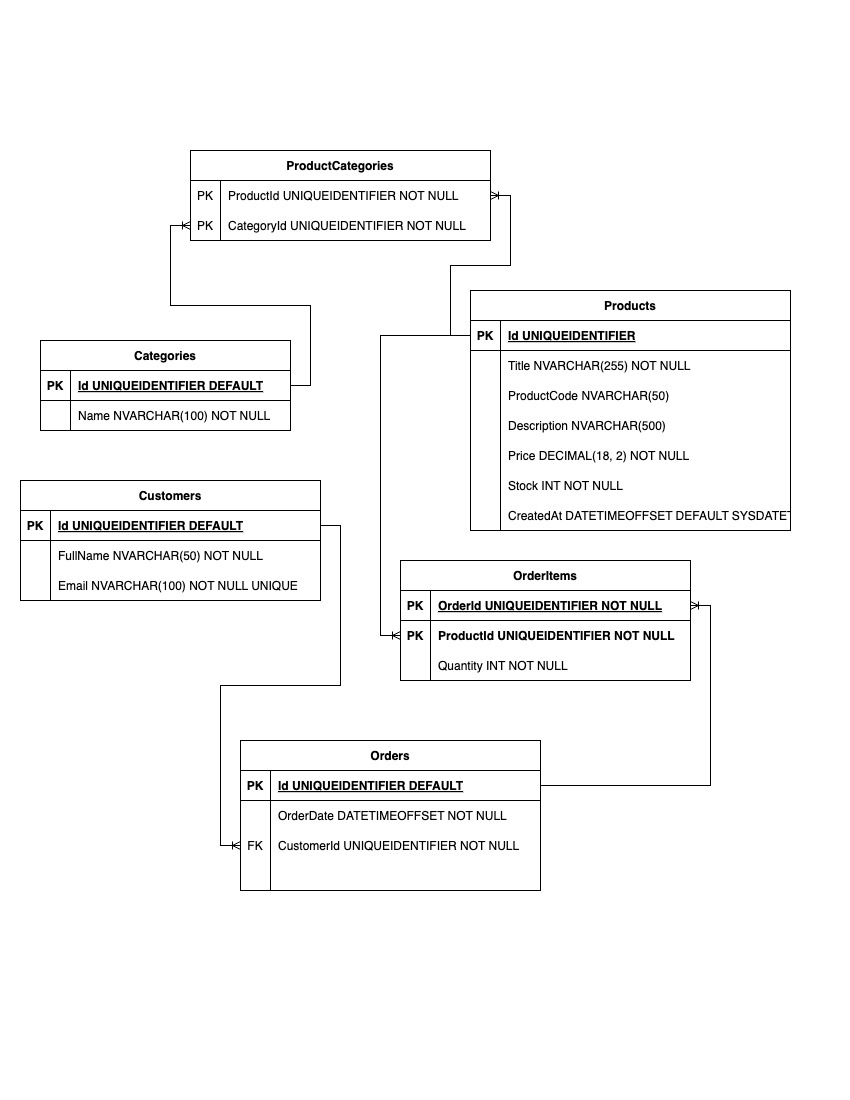 ProductCategories
PK ProductId UNIQUEIDENTIFIER NOT NULL
PK CategoryId UNIQUEIDENTIFIER NOT NULL
Products
PK Id UNIQUEIDENTIFIER
Title NVARCHAR(255) NOT NULL
ProductCode NVARCHAR(50)
Description NVARCHAR(500)
Price DECIMAL(18, 2) NOT NULL
Stock INT NOT NULL
CreatedAt DATETIMEOFFSET DEFAULT SYSDATET
Categories
PK Id UNIQUEIDENTIFIER DEFAULT
Name NVARCHAR(100) NOT NULL
Customers
PK Id UNIQUEIDENTIFIER DEFAULT
FullName NVARCHAR(50) NOT NULL
Email NVARCHAR(100) NOT NULL UNIQUE
OrderItems
PK OrderId UNIQUEIDENTIFIER NOT NULL
PK ProductId UNIQUEIDENTIFIER NOT NULL
Quantity INT NOT NULL
Orders
PK Id UNIQUEIDENTIFIER DEFAULT
OrderDate DATETIMEOFFSET NOT NULL
FK CustomerId UNIQUEIDENTIFIER NOT NULL